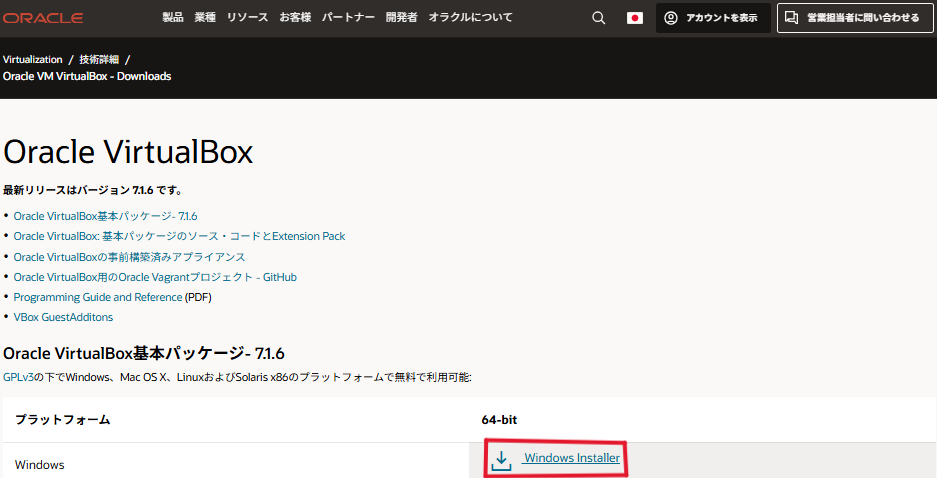 ORACLE 製品 業種 リソース お客様 パートナー 開発者 オラクルについて アカウントを表示 営業担当者に問い合わせる
Virtualization / 技術詳細 /
Oracle VM VirtualBox - Downloads
Oracle VirtualBox
最新リリースはバージョン 7.1.6 です。
• Oracle VirtualBox基本パッケージ- 7.1.6
• Oracle VirtualBox: 基本パッケージのソース・コードとExtension Pack
• Oracle VirtualBoxの事前構築済みアプライアンス
• Oracle VirtualBox用のOracle Vagrantプロジェクト - GitHub
• Programming Guide and Reference (PDF)
• VBox GuestAdditons
Oracle VirtualBox基本パッケージ- 7.1.6
GPLv3の下でWindows、Mac OS X、LinuxおよびSolaris x86のプラットフォームで無料で利用可能:
プラットフォーム 64-bit
Windows Windows Installer